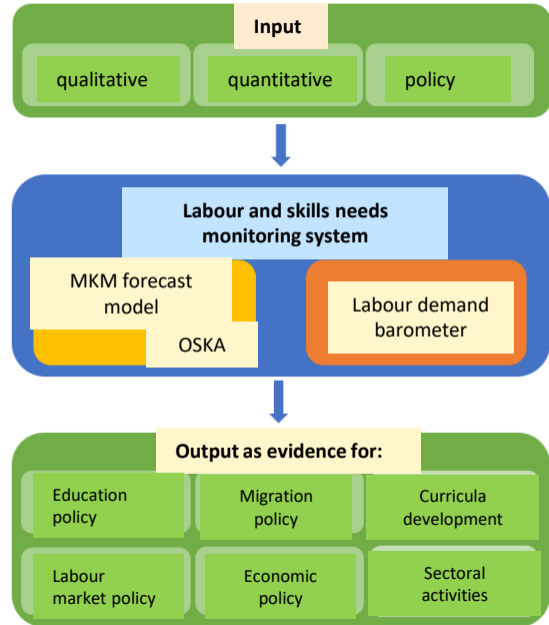 Input
qualitative
quantitative
policy
Labour and skills needs
monitoring system
MKM forecast
model
OSKA
Labour demand
barometer
Output as evidence for:
Education
policy
Migration
policy
Curricula
development
Labour
market policy
Economic
policy
Sectoral
activities